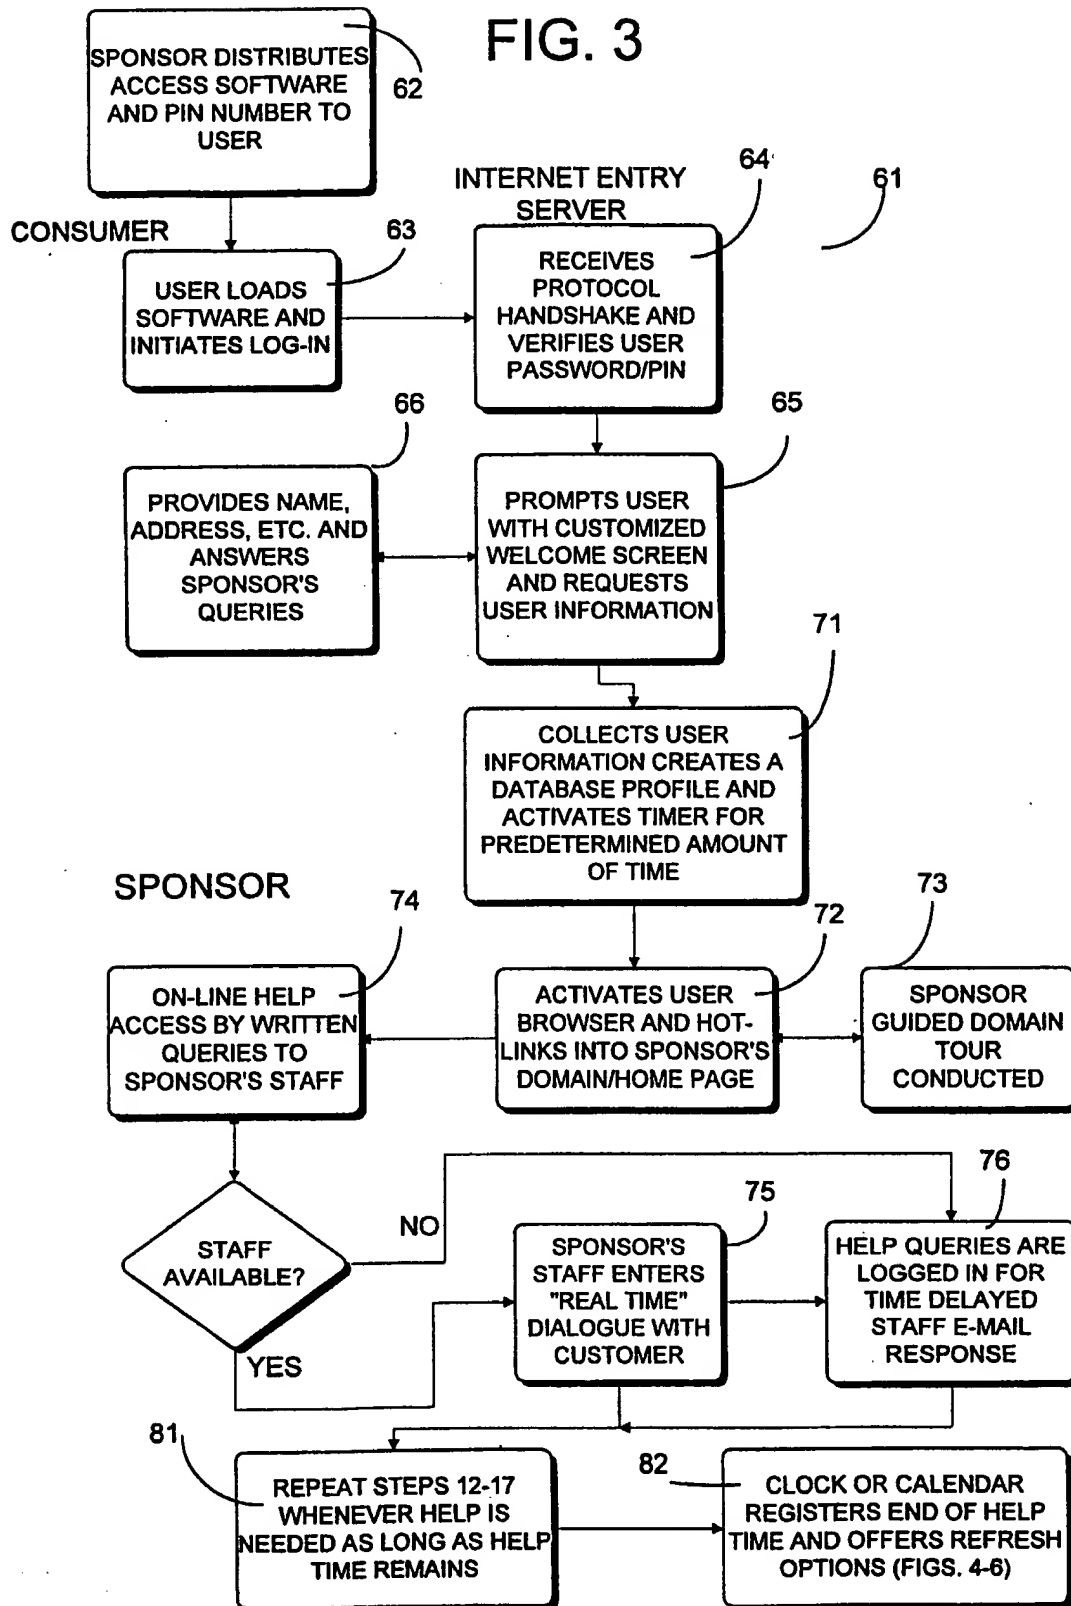 FIG. 3
SPONSOR DISTRIBUTES
ACCESS SOFTWARE
AND PIN NUMBER TO
USER
62
CONSUMER
63
USER LOADS
SOFTWARE AND
INITIATES LOG-IN
INTERNET ENTRY
SERVER
64
61
RECEIVES
PROTOCOL
HANDSHAKE AND
VERIFIES USER
PASSWORD/PIN
66
PROVIDES NAME,
ADDRESS, ETC. AND
ANSWERS
SPONSOR'S
QUERIES
65
PROMPTS USER
WITH CUSTOMIZED
WELCOME SCREEN
AND REQUESTS
USER INFORMATION
71
COLLECTS USER
INFORMATION CREATES A
DATABASE PROFILE AND
ACTIVATES TIMER FOR
PREDETERMINED AMOUNT
OF TIME
SPONSOR
74
ON-LINE HELP
ACCESS BY WRITTEN
QUERIES TO
SPONSOR'S STAFF
72
ACTIVATES USER
BROWSER AND HOT-
LINKS INTO SPONSOR'S
DOMAIN/HOME PAGE
73
SPONSOR
GUIDED DOMAIN
TOUR
CONDUCTED
STAFF
AVAILABLE?
NO
YES
75
SPONSOR'S
STAFF ENTERS
"REAL TIME"
DIALOGUE WITH
CUSTOMER
76
HELP QUERIES ARE
LOGGED IN FOR
TIME DELAYED
STAFF E-MAIL
RESPONSE
81
REPEAT STEPS 12-17
WHENEVER HELP IS
NEEDED AS LONG AS HELP
TIME REMAINS
82
CLOCK OR CALENDAR
REGISTERS END OF HELP
TIME AND OFFERS REFRESH
OPTIONS (FIGS. 4-6)